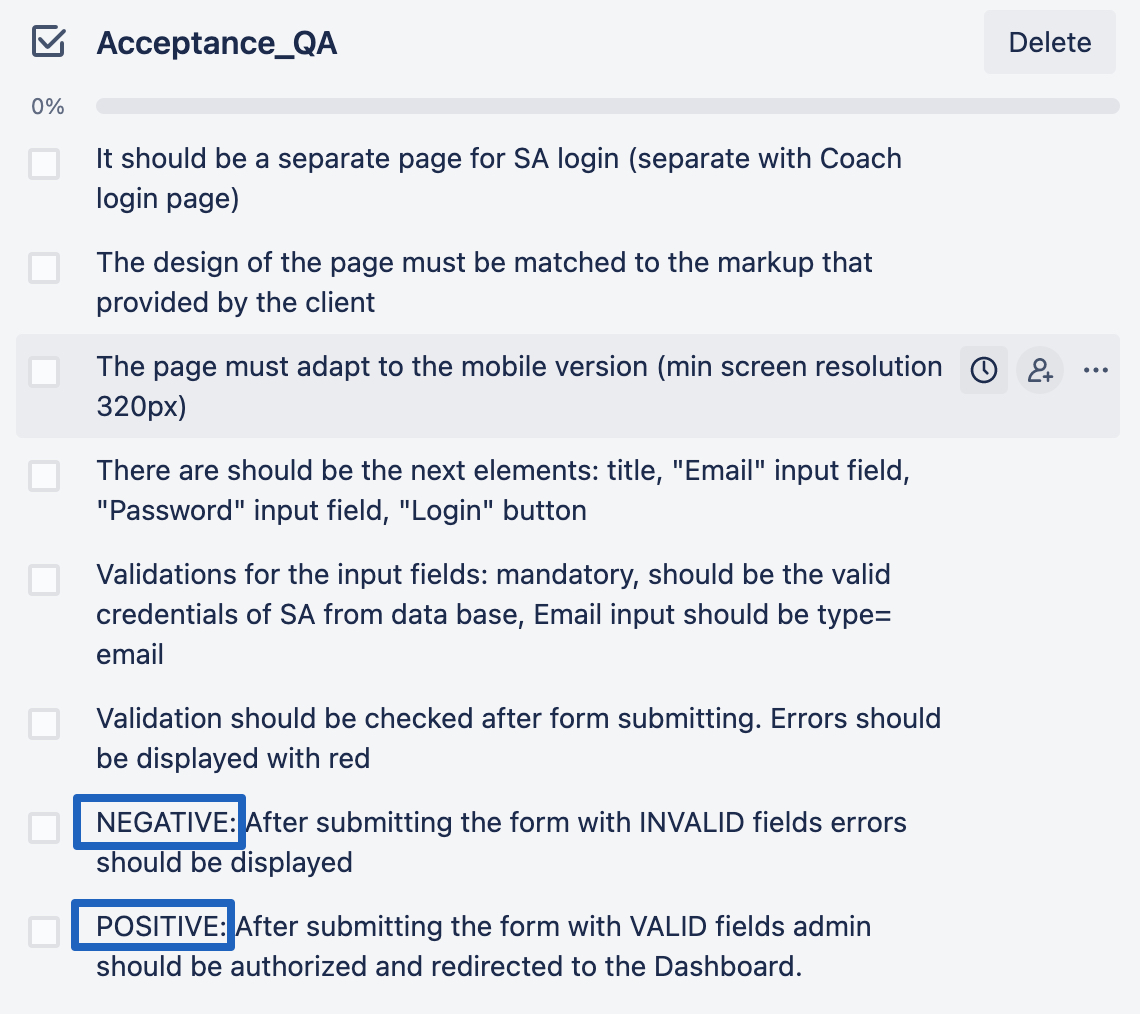 Acceptance_QA
Delete
0%
It should be a separate page for SA login (separate with Coach
login page)
The design of the page must be matched to the markup that
provided by the client
The page must adapt to the mobile version (min screen resolution
320px)
There are should be the next elements: title, "Email" input field,
"Password" input field, "Login" button
Validations for the input fields: mandatory, should be the valid
credentials of SA from data base, Email input should be type=
email
Validation should be checked after form submitting. Errors should
be displayed with red
NEGATIVE: After submitting the form with INVALID fields errors
should be displayed
POSITIVE: After submitting the form with VALID fields admin
should be authorized and redirected to the Dashboard.